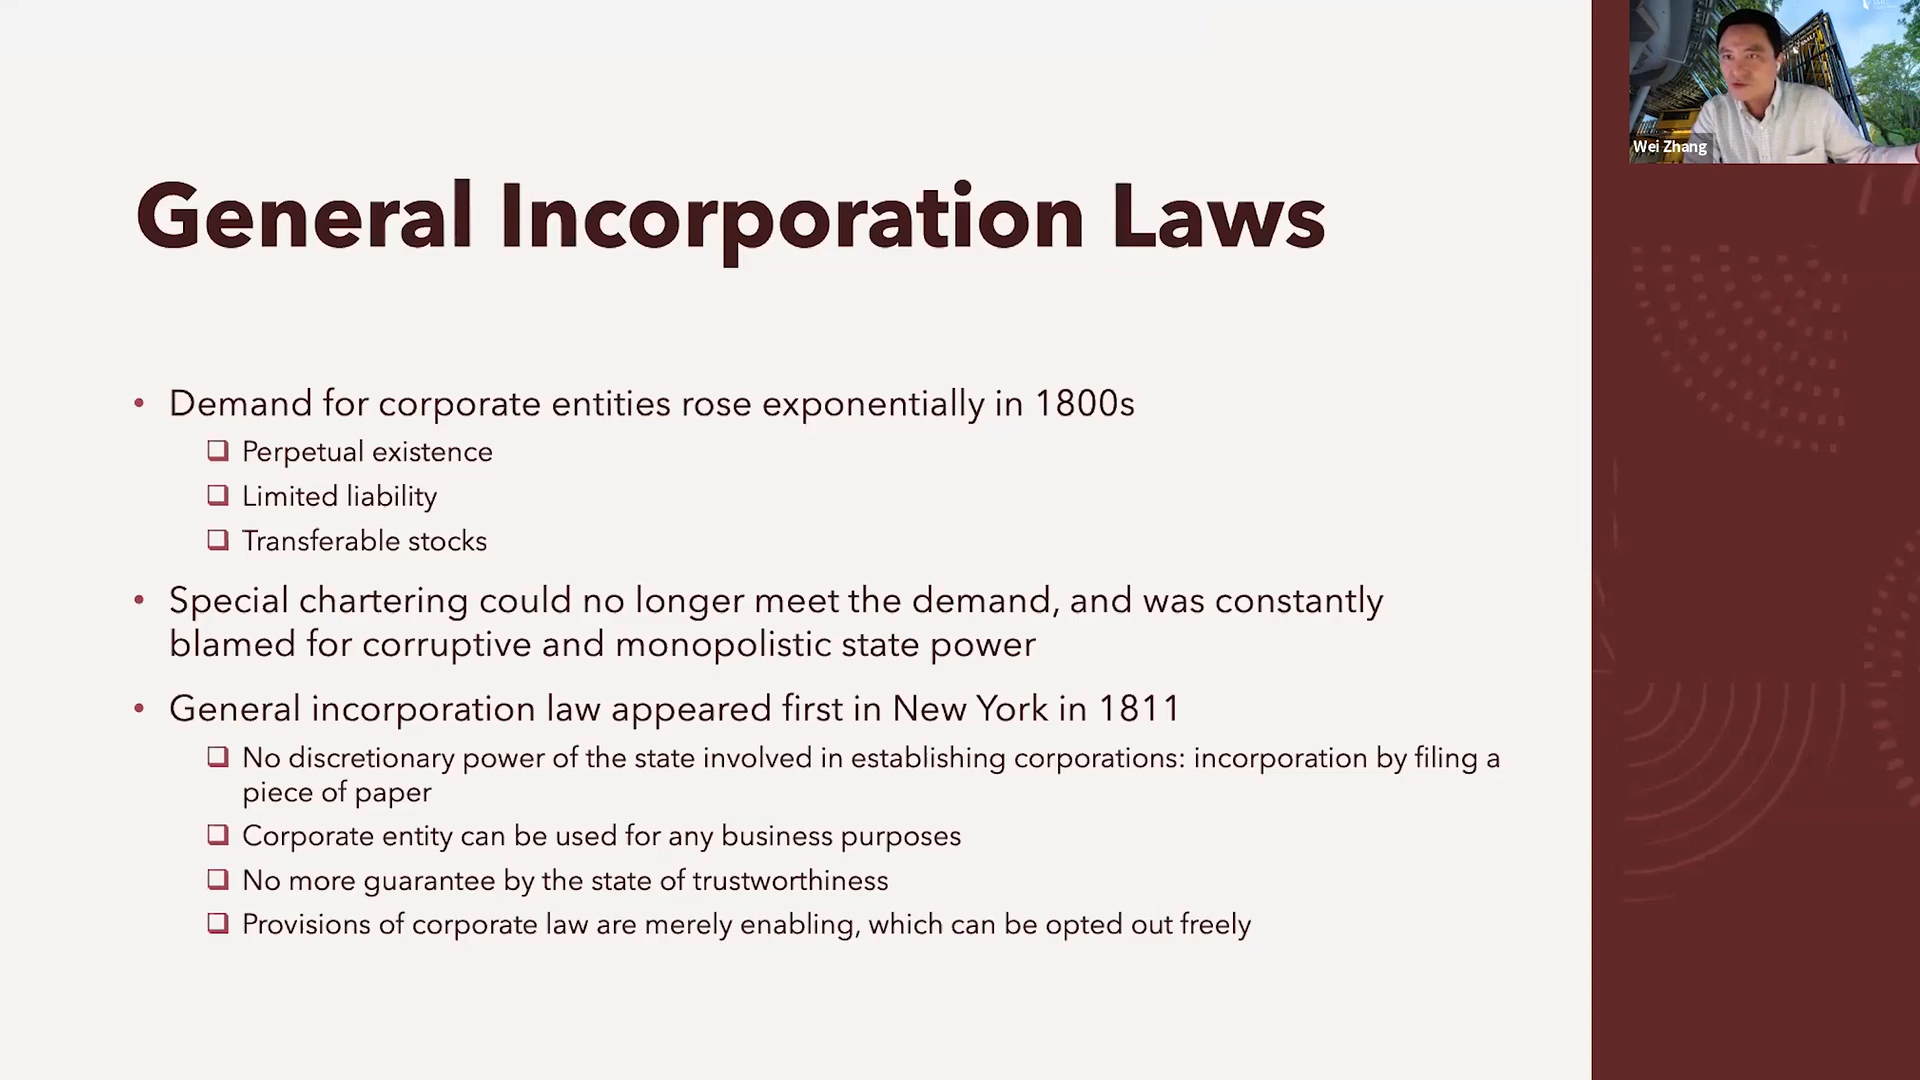 Wei Zhang
General Incorporation Laws
• Demand for corporate entities rose exponentially in 1800s
❑ Perpetual existence
❑ Limited liability
❑ Transferable stocks
• Special chartering could no longer meet the demand, and was constantly
blamed for corruptive and monopolistic state power
• General incorporation law appeared first in New York in 1811
❑ No discretionary power of the state involved in establishing corporations: incorporation by filing a
piece of paper
❑ Corporate entity can be used for any business purposes
❑ No more guarantee by the state of trustworthiness
❑ Provisions of corporate law are merely enabling, which can be opted out freely